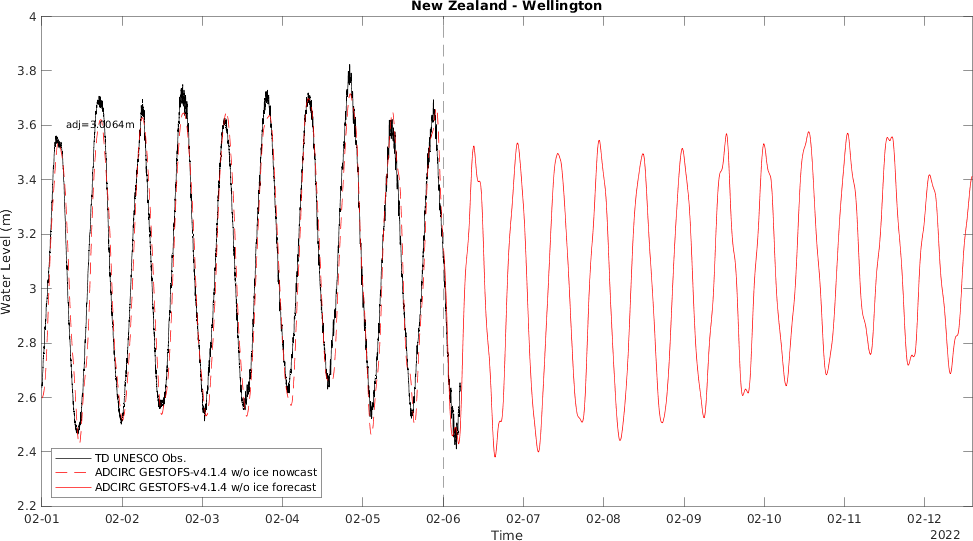 New Zealand - Wellington
4
3.8
3.6
3.4
3.2
3
2.8
2.6
2.4
2.2
Water Level (m)
adj=3.0064m
TD UNESCO Obs.
ADCIRC GESTOFS-v4.1.4 w/o ice nowcast
ADCIRC GESTOFS-v4.1.4 w/o ice forecast
02-01 02-02 02-03 02-04 02-05 02-06 02-07 02-08 02-09 02-10 02-11 02-12
Time
2022